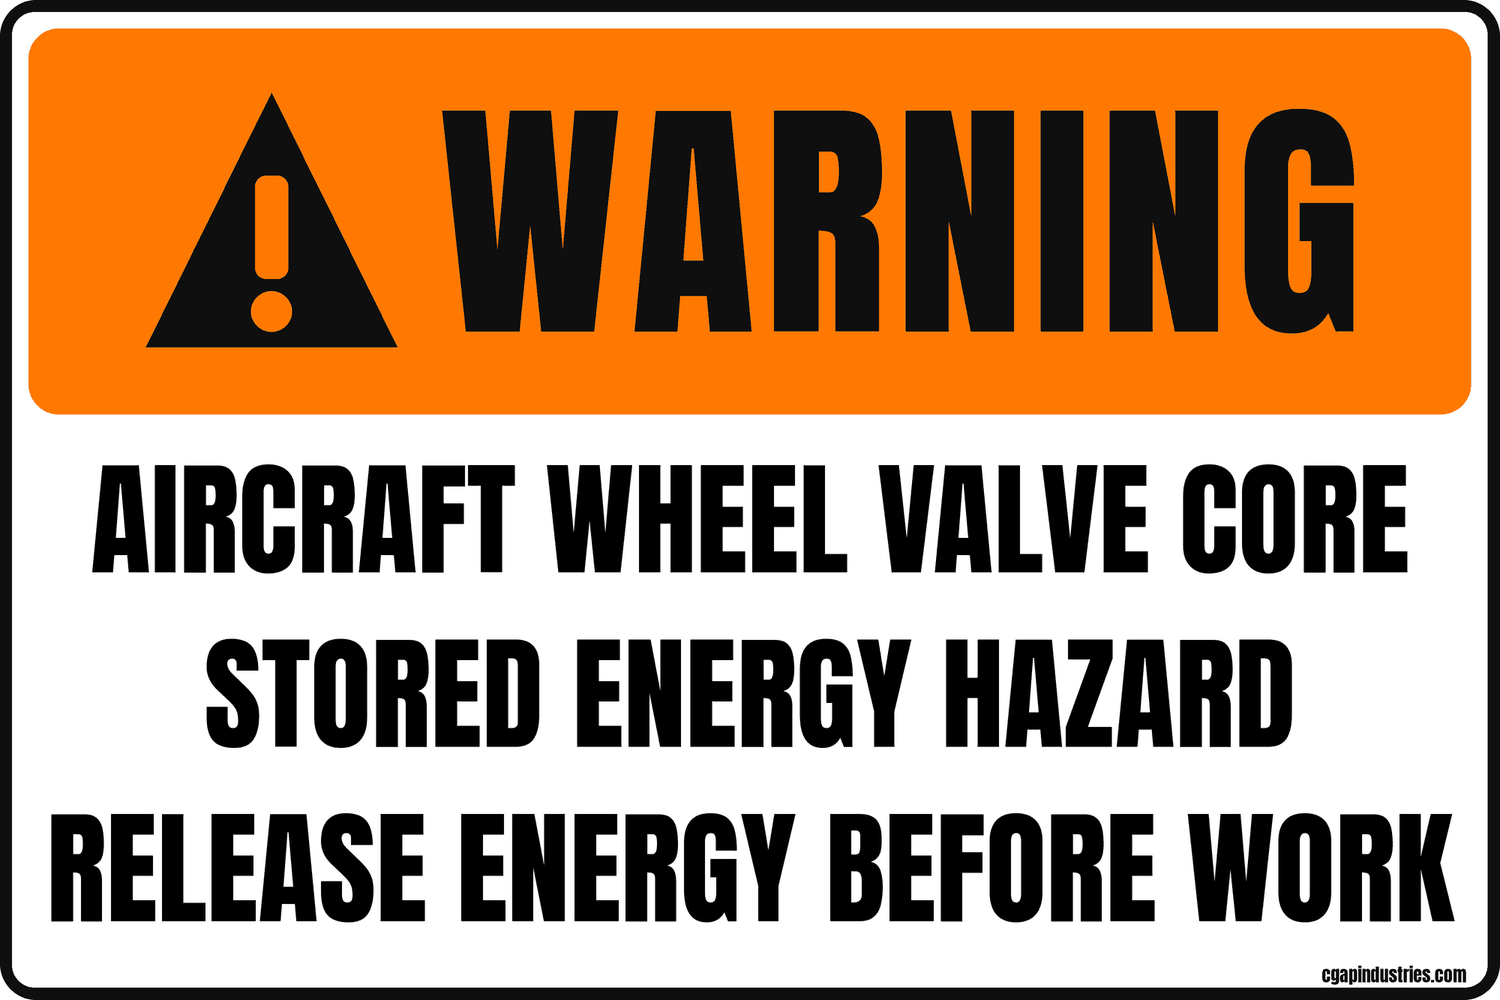 WARNING
AIRCRAFT WHEEL VALVE CORE
STORED ENERGY HAZARD
RELEASE ENERGY BEFORE WORK
cgapindustries.com